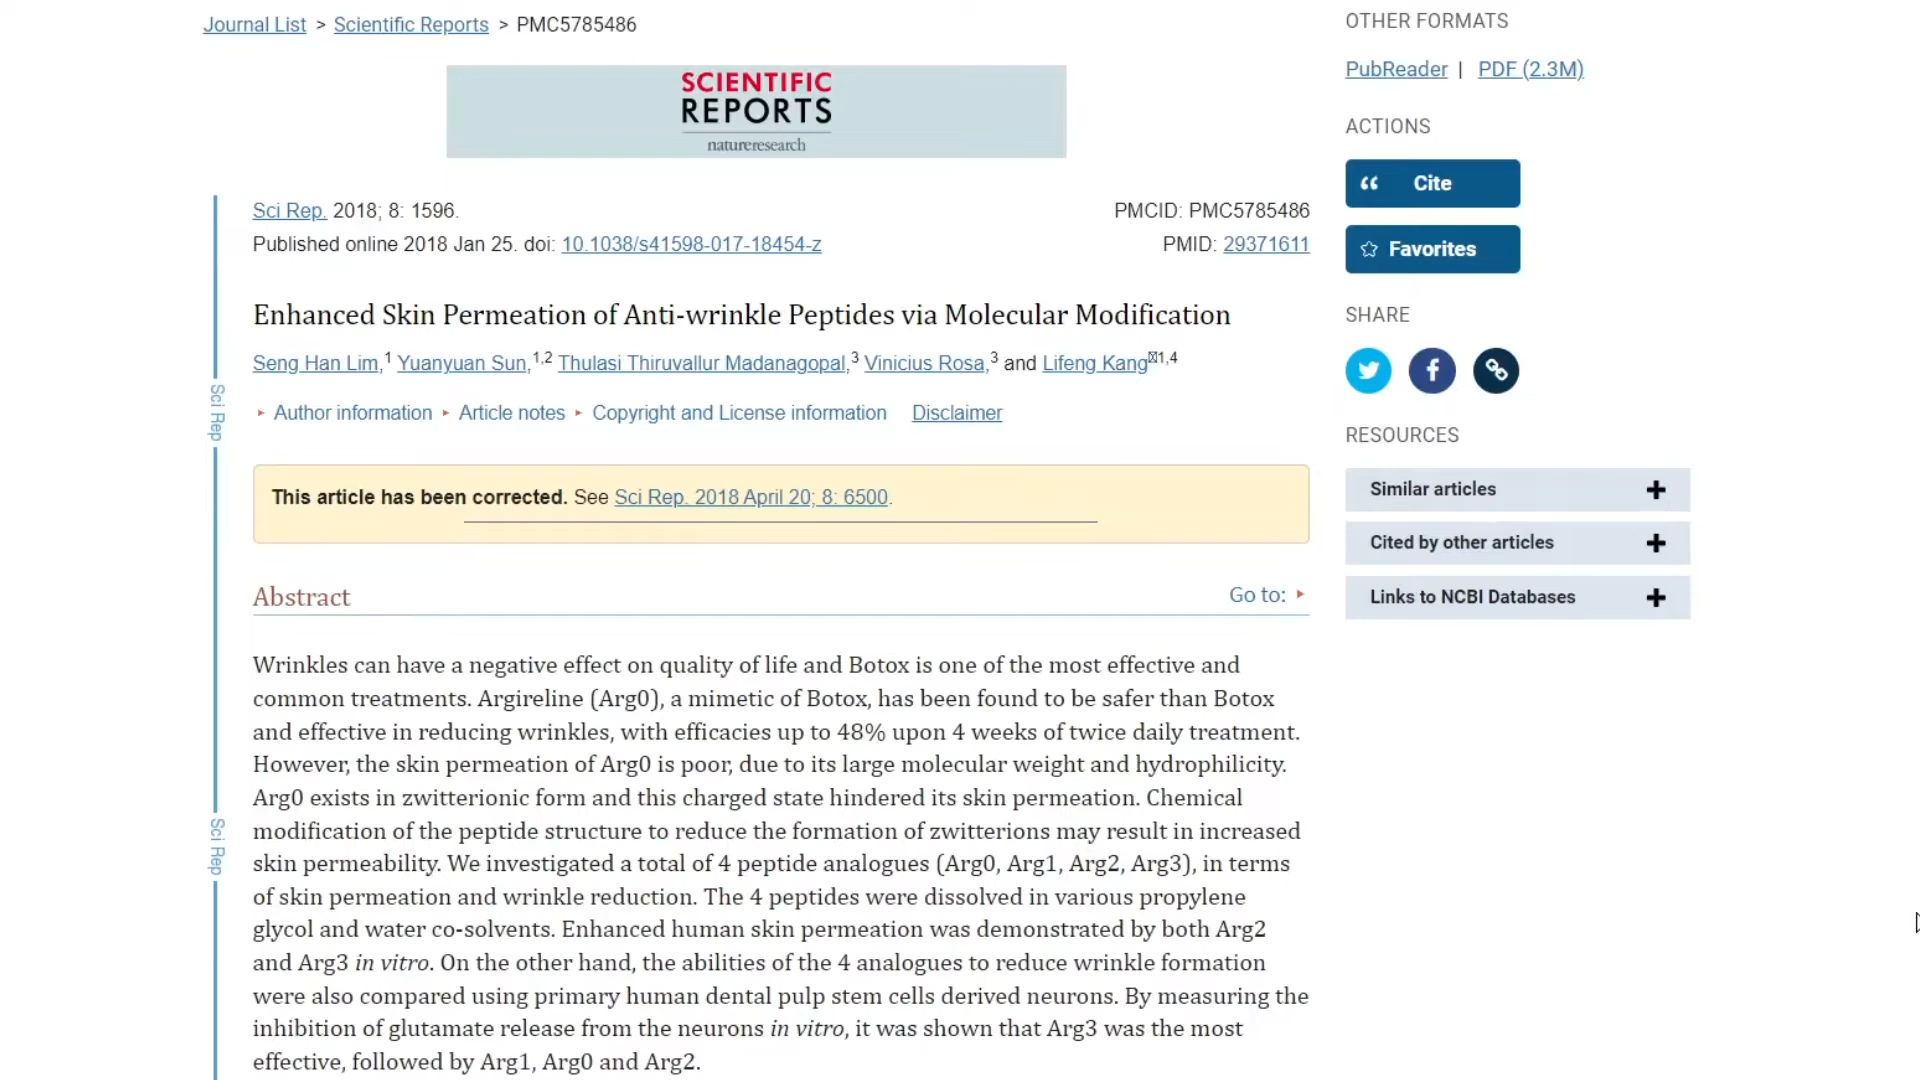 Journal List > Scientific Reports > PMC5785486
SCIENTIFIC
REPORTS
natureresearch
Sci Rep. 2018; 8: 1596.
PMCID: PMC5785486
Published online 2018 Jan 25. doi: 10.1038/s41598-017-18454-z
PMID: 29371611
Enhanced Skin Permeation of Anti-wrinkle Peptides via Molecular Modification
Seng Han Lim,1 Yuanyuan Sun,1,2 Thulasi Thiruvallur Madanagopal,3 Vinicius Rosa,3 and Lifeng Kang1,4
Author information Article notes Copyright and License information Disclaimer
This article has been corrected. See Sci Rep. 2018 April 20; 8: 6500.
Abstract
Go to:
Wrinkles can have a negative effect on quality of life and Botox is one of the most effective and
common treatments. Argireline (Arg0), a mimetic of Botox, has been found to be safer than Botox
and effective in reducing wrinkles, with efficacies up to 48% upon 4 weeks of twice daily treatment.
However, the skin permeation of Arg0 is poor, due to its large molecular weight and hydrophilicity.
Arg0 exists in zwitterionic form and this charged state hindered its skin permeation. Chemical
modification of the peptide structure to reduce the formation of zwitterions may result in increased
skin permeability. We investigated a total of 4 peptide analogues (Arg0, Arg1, Arg2, Arg3), in terms
of skin permeation and wrinkle reduction. The 4 peptides were dissolved in various propylene
glycol and water co-solvents. Enhanced human skin permeation was demonstrated by both Arg2
and Arg3 in vitro. On the other hand, the abilities of the 4 analogues to reduce wrinkle formation
were also compared using primary human dental pulp stem cells derived neurons. By measuring the
inhibition of glutamate release from the neurons in vitro, it was shown that Arg3 was the most
effective, followed by Arg1, Arg0 and Arg2.
Sci Rep
Sci Rep
OTHER FORMATS
PubReader | PDF (2.3M)
ACTIONS
Cite
Favorites
SHARE
RESOURCES
Similar articles
Cited by other articles
Links to NCBI Databases